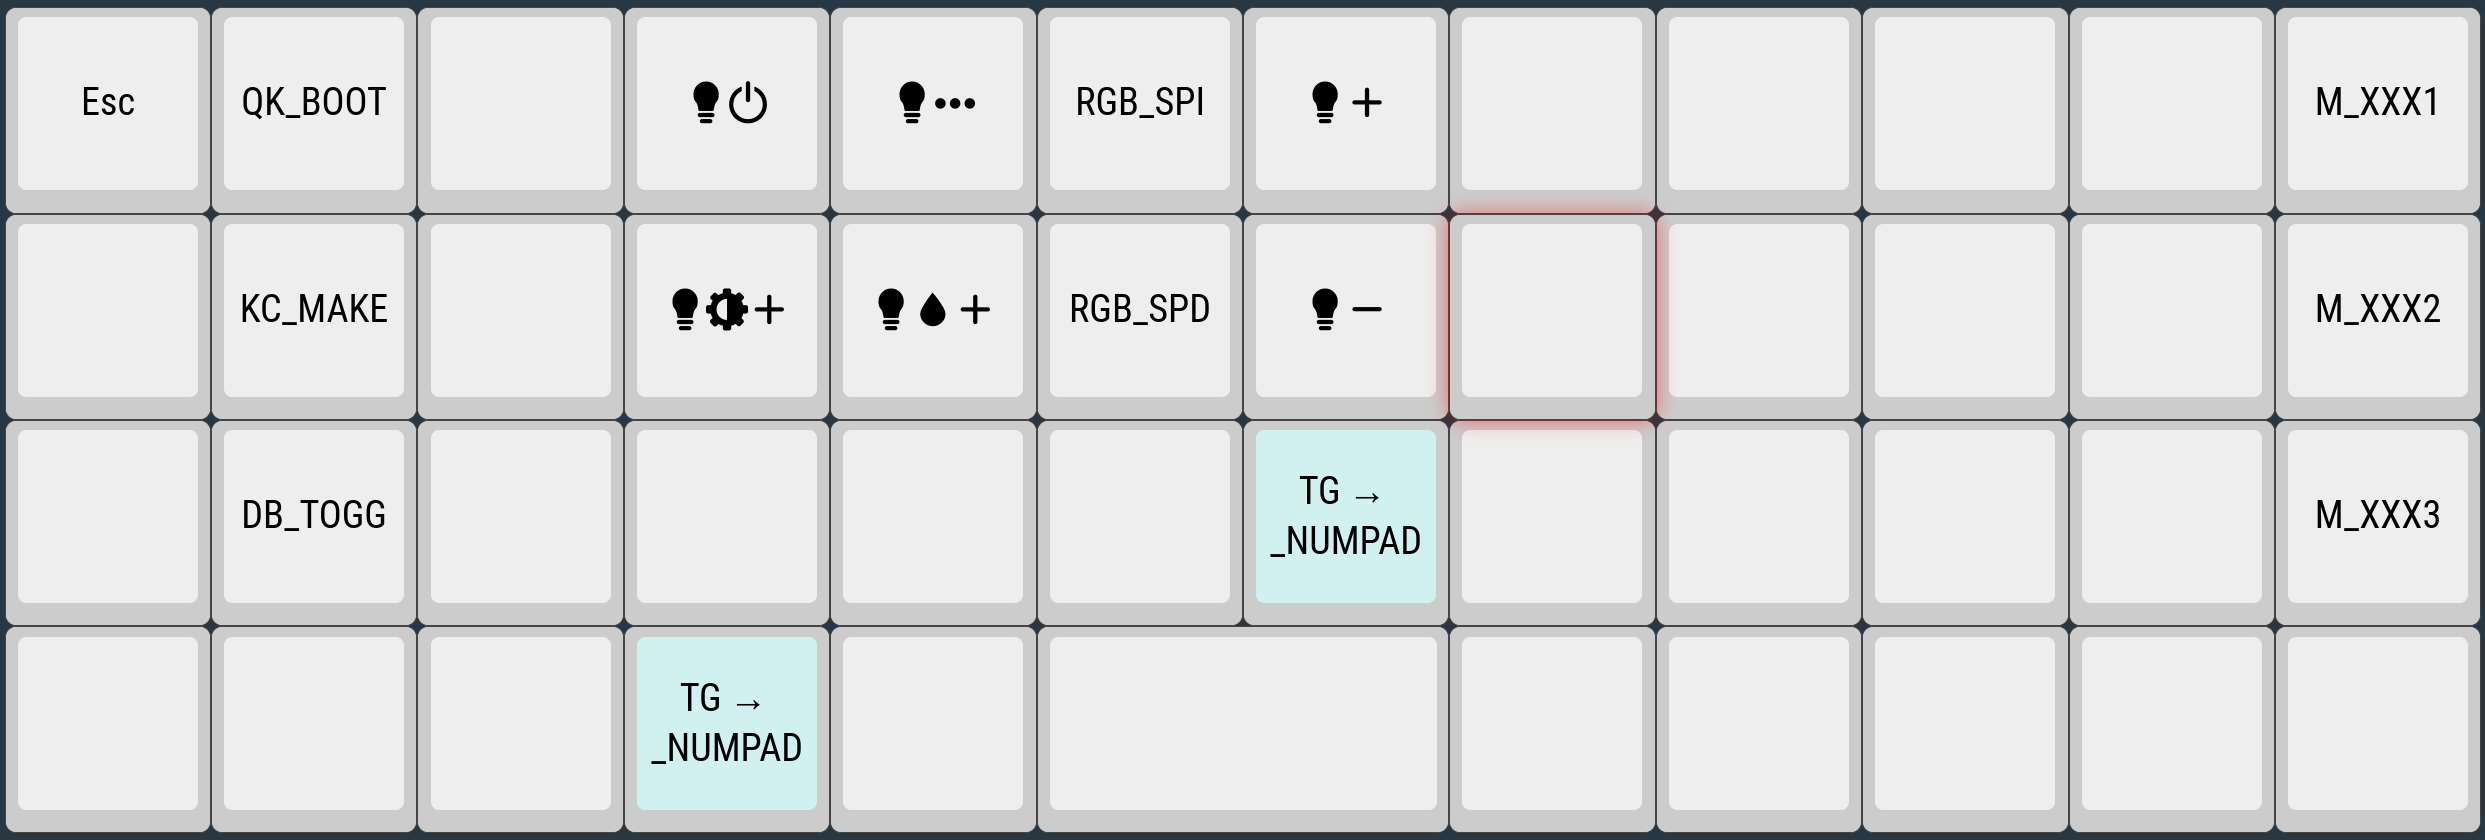 Esc
QK_BOOT
RGB_SPI
+
M_XXX1
KC_MAKE
+
+
RGB_SPD
−
M_XXX2
DB_TOGG
TG →
_NUMPAD
M_XXX3
TG →
_NUMPAD